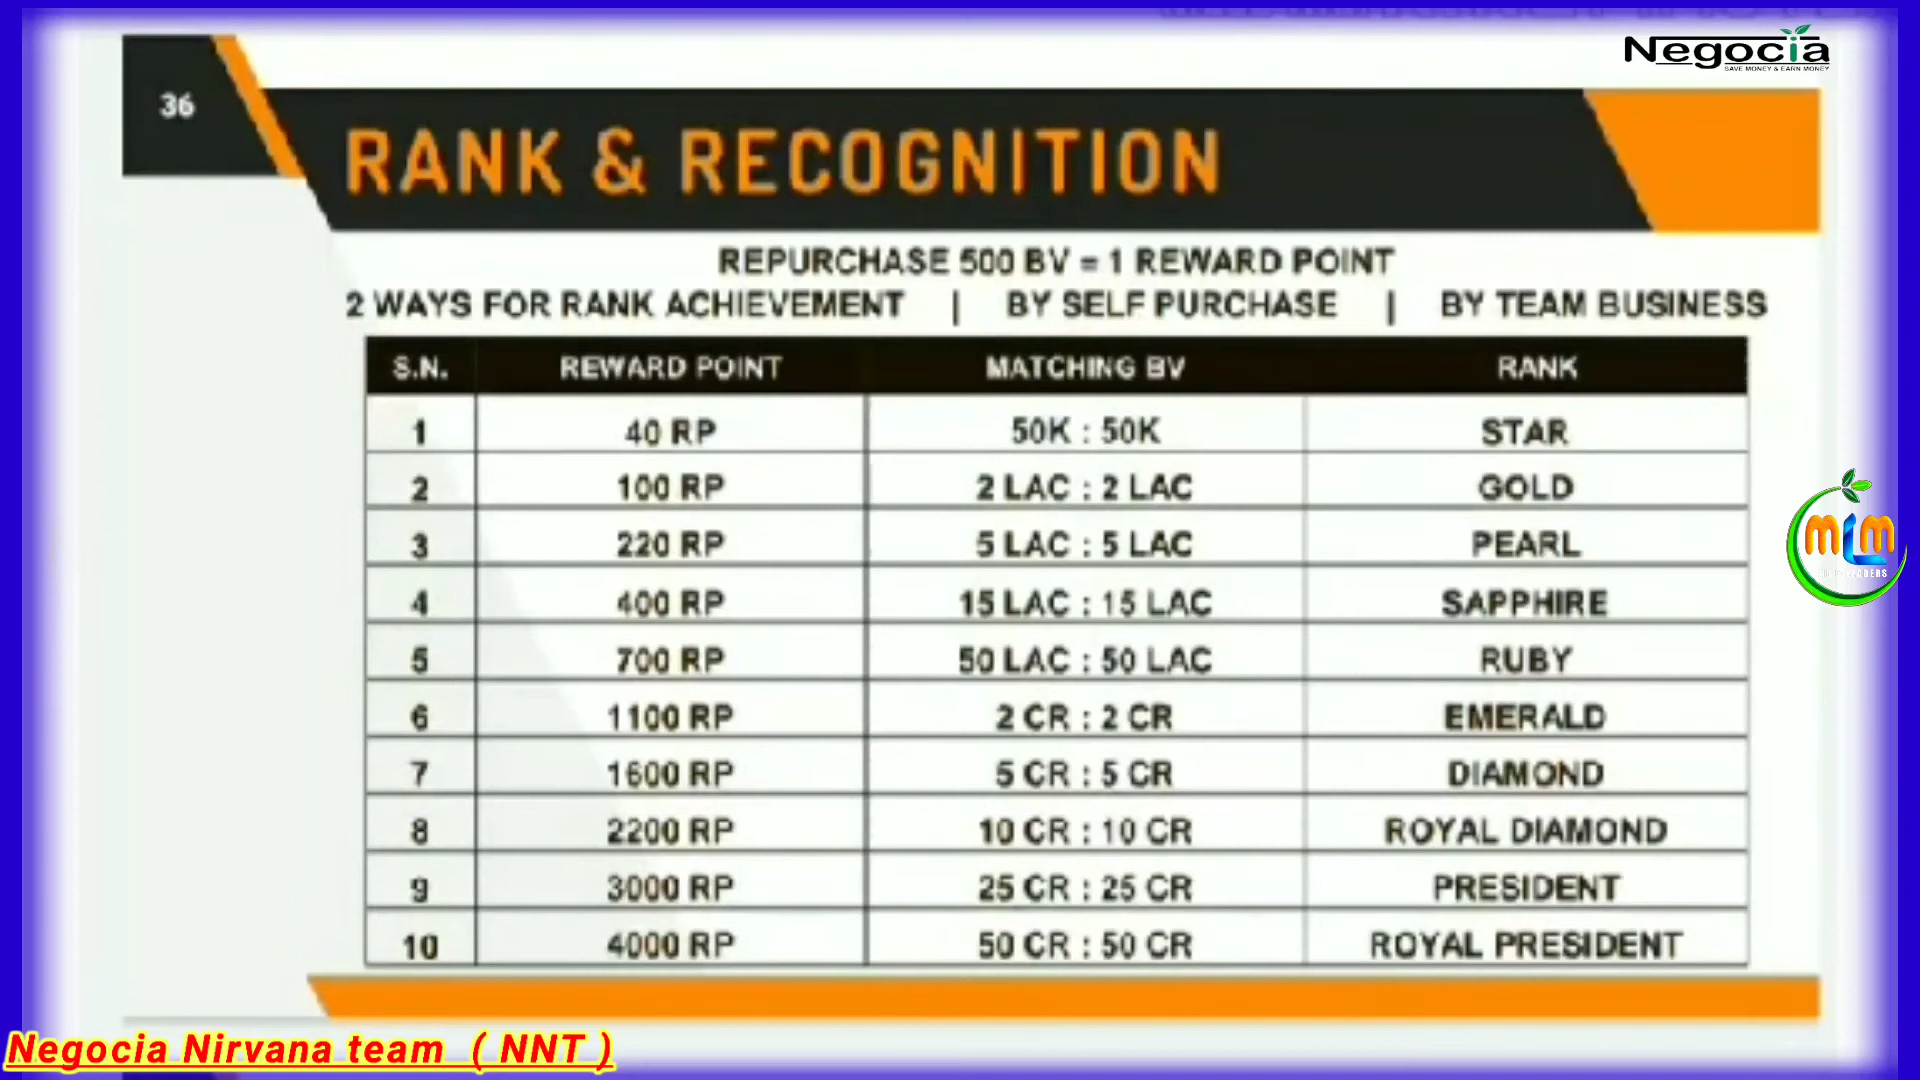 Negocia
SAVE MONEY & EARN MONEY
36
RANK & RECOGNITION
REPURCHASE 500 BV = 1 REWARD POINT
2 WAYS FOR RANK ACHIEVEMENT | BY SELF PURCHASE | BY TEAM BUSINESS
S.N. REWARD POINT MATCHING BV RANK
1 40 RP 50K : 50K STAR
2 100 RP 2 LAC : 2 LAC GOLD
3 220 RP 5 LAC : 5 LAC PEARL
4 400 RP 15 LAC : 15 LAC SAPPHIRE
5 700 RP 50 LAC : 50 LAC RUBY
6 1100 RP 2 CR : 2 CR EMERALD
7 1600 RP 5 CR : 5 CR DIAMOND
8 2200 RP 10 CR : 10 CR ROYAL DIAMOND
9 3000 RP 25 CR : 25 CR PRESIDENT
10 4000 RP 50 CR : 50 CR ROYAL PRESIDENT
mLm
Negocia Nirvana team ( NNT )